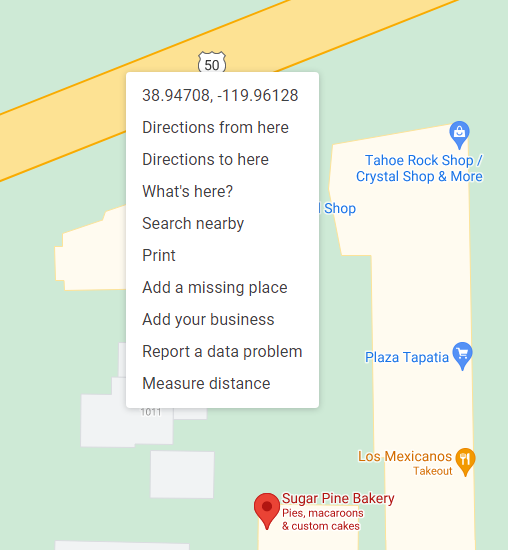 50
38.94708, -119.96128
Directions from here
Directions to here
What's here?
Search nearby
Print
Add a missing place
Add your business
Report a data problem
Measure distance
Tahoe Rock Shop /
Crystal Shop & More
Shop
Plaza Tapatia
1011
Los Mexicanos
Takeout
Sugar Pine Bakery
Pies, macaroons
& custom cakes